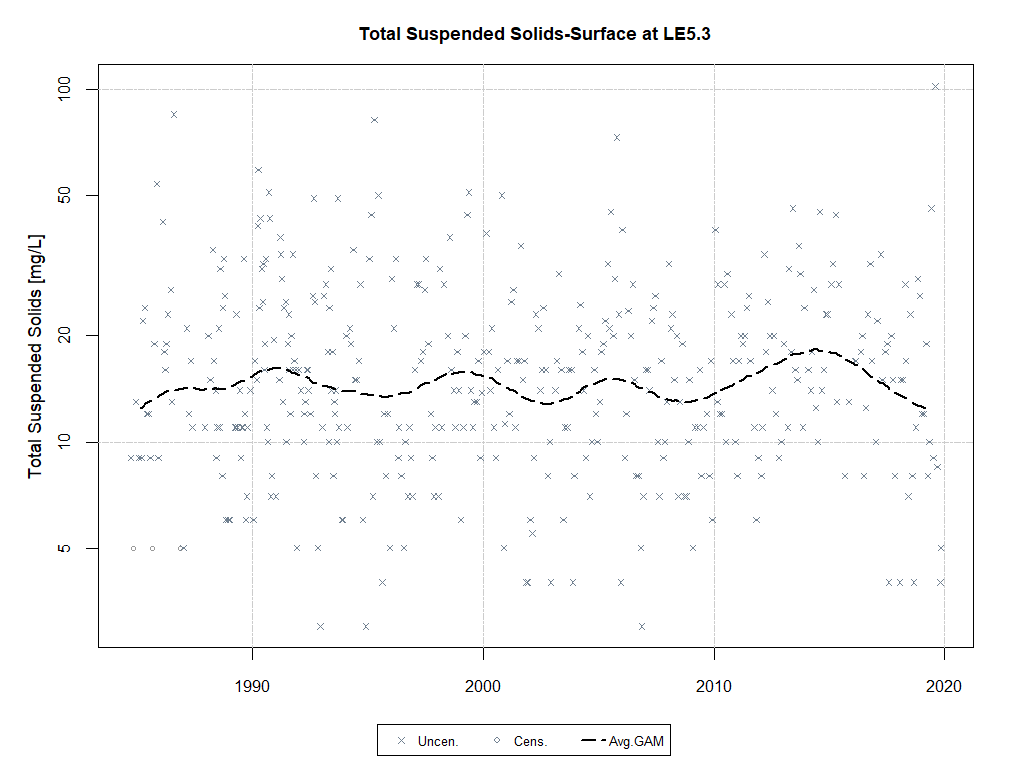 Total Suspended Solids-Surface at LE5.3
Total Suspended Solids [mg/L]
100
50
20
10
5
1990 2000 2010 2020
Uncen. Cens. Avg.GAM